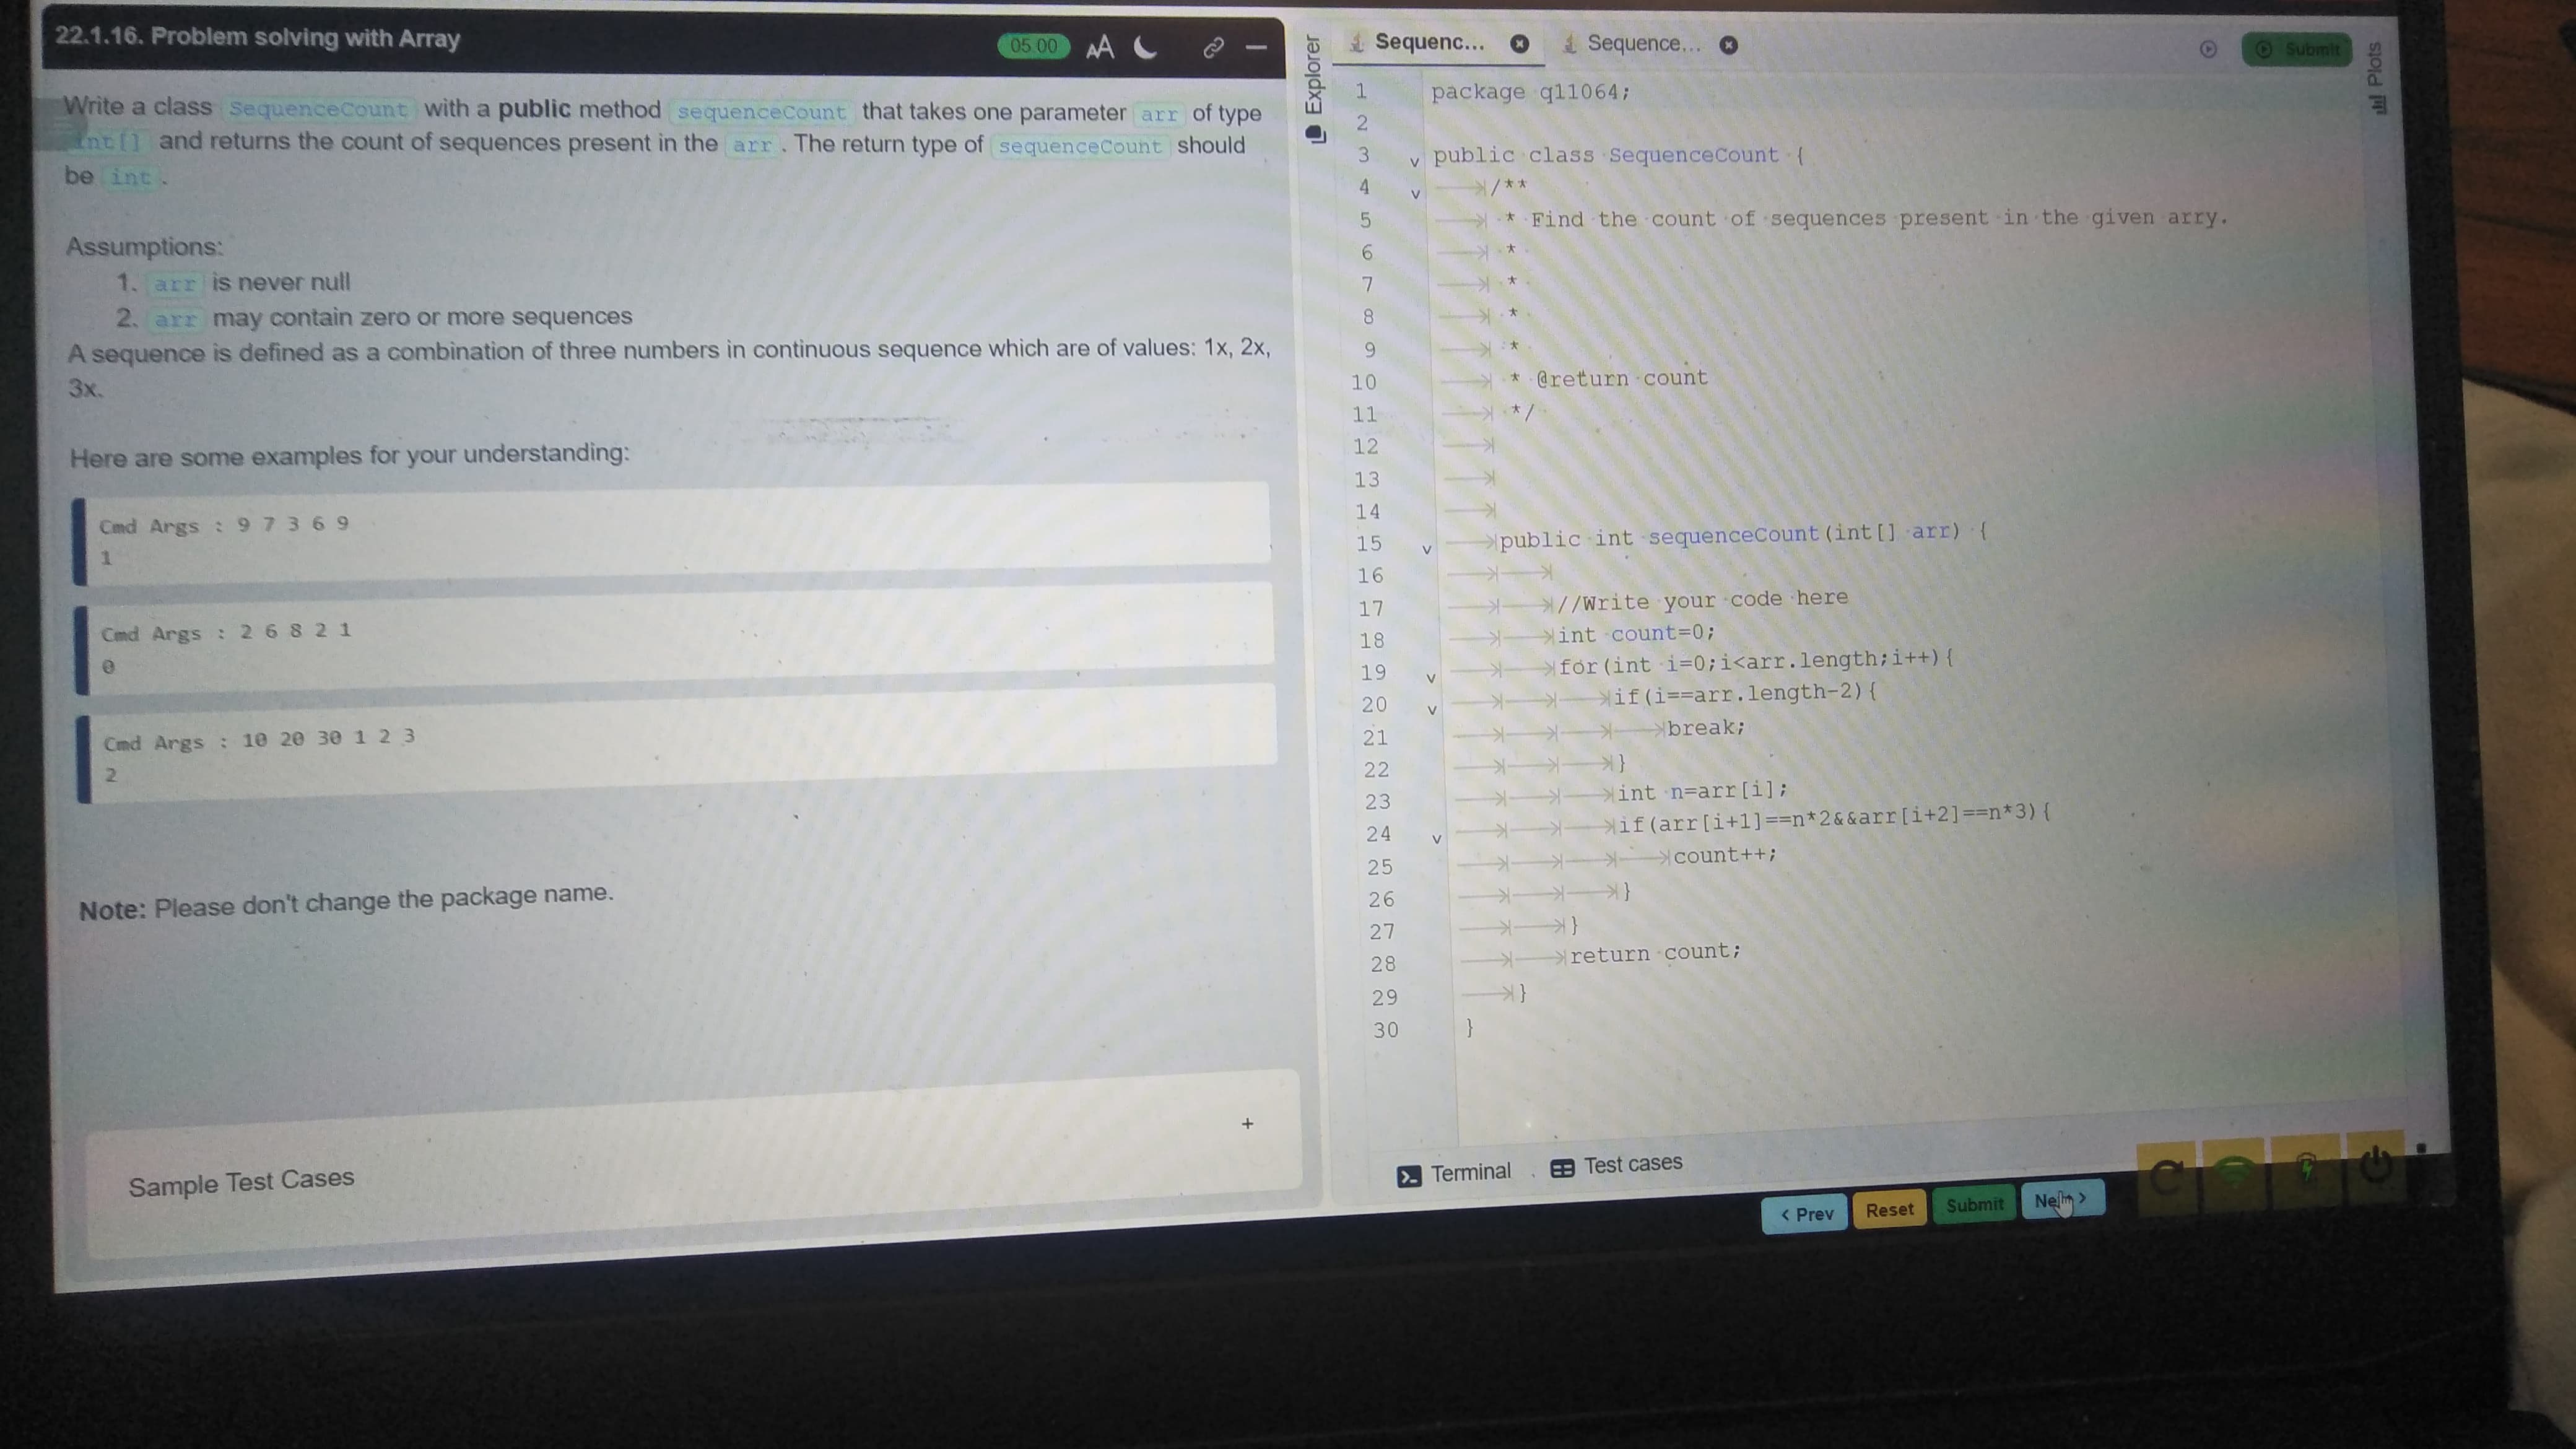 22.1.16. Problem solving with Array
05:00 AA
Write a class SequenceCount with a public method sequenceCount that takes one parameter arr of type
int[] and returns the count of sequences present in the arr . The return type of sequenceCount should
be int .
Assumptions:
1. arr is never null
2. arr may contain zero or more sequences
A sequence is defined as a combination of three numbers in continuous sequence which are of values: 1x, 2x,
3x.
Here are some examples for your understanding:
Cmd Args : 9 7 3 6 9
1
Cmd Args : 2 6 8 2 1
0
Cmd Args : 10 20 30 1 2 3
2
Note: Please don't change the package name.
Sample Test Cases
+
Explorer
Sequenc...
Sequence...
Submit
Plots
1 package q11064;
2
3 public class SequenceCount {
4 /**
5 * Find the count of sequences present in the given arry.
6 *
7 *
8 *
9 *
10 * @return count
11 */
12
13
14
15 public int sequenceCount(int[] arr) {
16
17 //Write your code here
18 int count=0;
19 for(int i=0;i<arr.length;i++){
20 if(i==arr.length-2){
21 break;
22 }
23 int n=arr[i];
24 if(arr[i+1]==n*2&&arr[i+2]==n*3){
25 count++;
26 }
27 }
28 return count;
29 }
30 }
Terminal
Test cases
< Prev
Reset
Submit